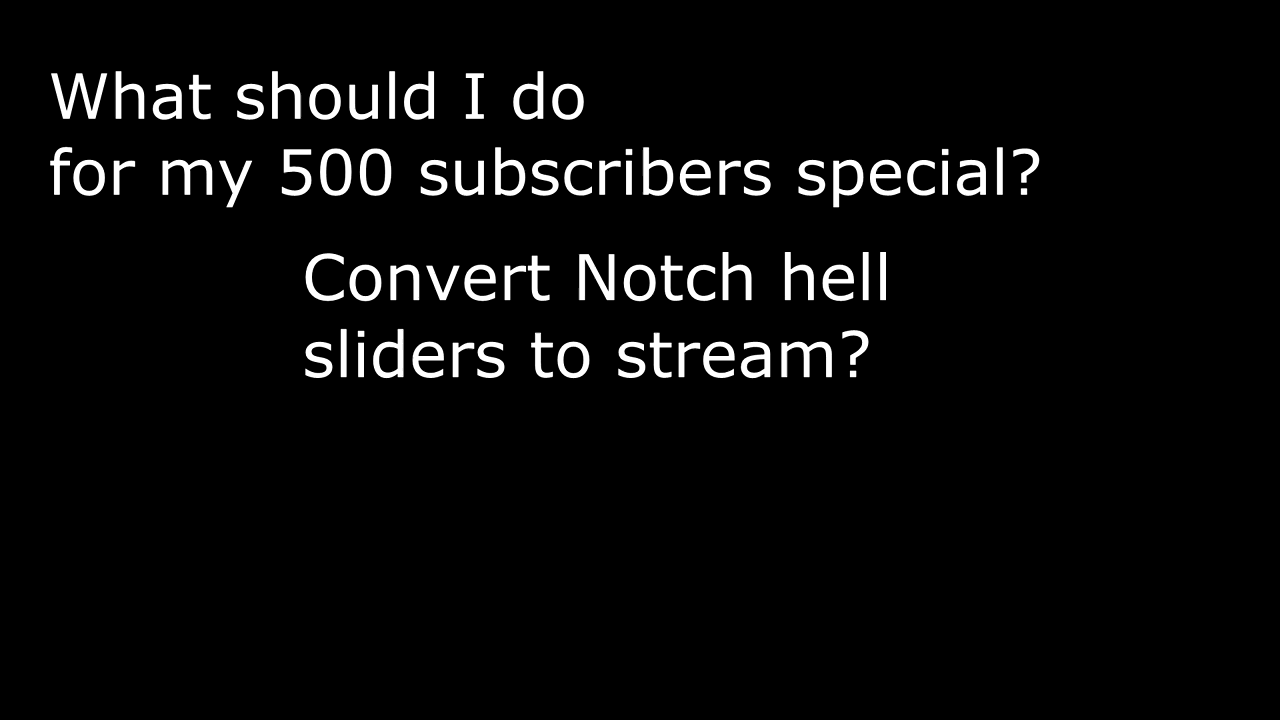 What should I do
for my 500 subscribers special?
Convert Notch hell
sliders to stream?